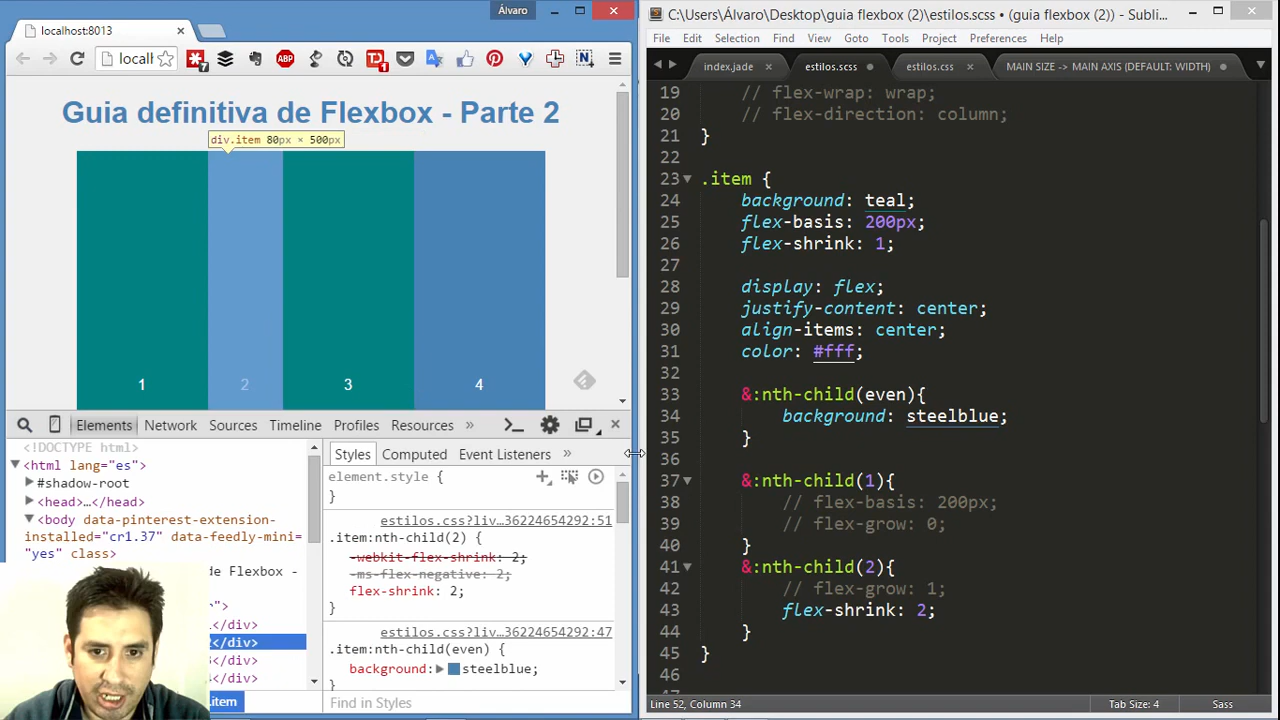 Álvaro
localhost:8013
locall
7
1
Guia definitiva de Flexbox - Parte 2
div.item 80px × 500px
1
2
3
4
Elements Network Sources Timeline Profiles Resources »
<!DOCTYPE html>
<html lang="es">
#shadow-root
<head>…</head>
<body data-pinterest-extension-
installed="cr1.37" data-feedly-mini=
"yes" class>
de Flexbox -
">
1</div>
2</div>
3</div>
4</div>
.item
Styles Computed Event Listeners »
element.style {
}
estilos.css?liv…36224654292:51
.item:nth-child(2) {
-webkit-flex-shrink: 2;
-ms-flex-negative: 2;
flex-shrink: 2;
}
estilos.css?liv…36224654292:47
.item:nth-child(even) {
background: steelblue;
}
Find in Styles
C:\Users\Álvaro\Desktop\guia flexbox (2)\estilos.scss • (guia flexbox (2)) - Subli...
File Edit Selection Find View Goto Tools Project Preferences Help
index.jade estilos.scss estilos.css MAIN SIZE -> MAIN AXIS (DEFAULT: WIDTH)
19 // flex-wrap: wrap;
20 // flex-direction: column;
21 }
22
23 .item {
24 background: teal;
25 flex-basis: 200px;
26 flex-shrink: 1;
27
28 display: flex;
29 justify-content: center;
30 align-items: center;
31 color: #fff;
32
33 &:nth-child(even){
34 background: steelblue;
35 }
36
37 &:nth-child(1){
38 // flex-basis: 200px;
39 // flex-grow: 0;
40 }
41 &:nth-child(2){
42 // flex-grow: 1;
43 flex-shrink: 2;
44 }
45 }
46
Line 52, Column 34 Tab Size: 4 Sass